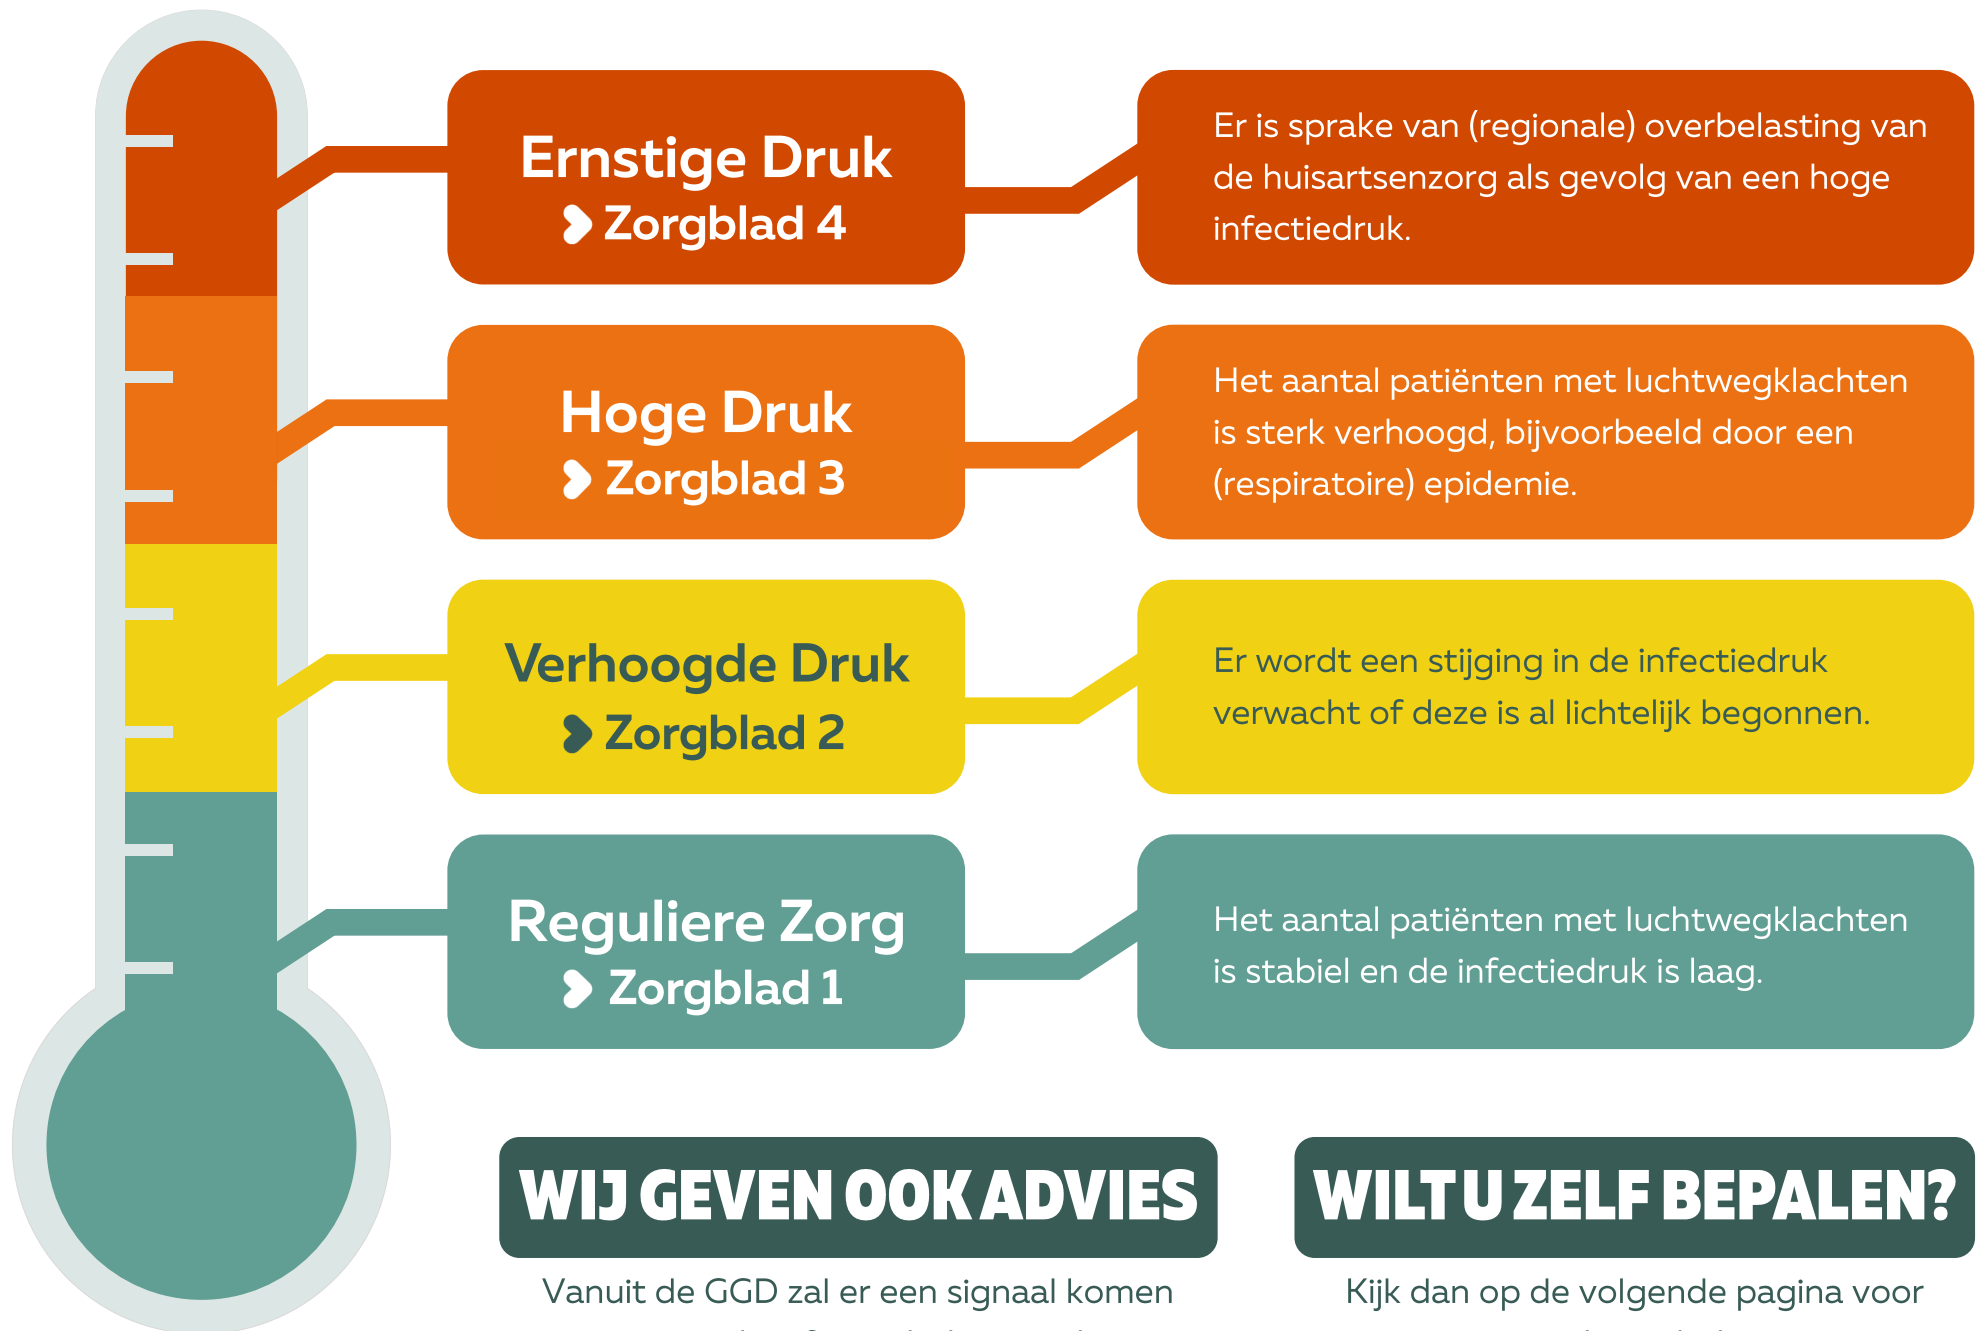 Ernstige Druk
Zorgblad 4
Er is sprake van (regionale) overbelasting van
de huisartsenzorg als gevolg van een hoge
infectiedruk.
Hoge Druk
Zorgblad 3
Het aantal patiënten met luchtwegklachten
is sterk verhoogd, bijvoorbeeld door een
(respiratoire) epidemie.
Verhoogde Druk
Zorgblad 2
Er wordt een stijging in de infectiedruk
verwacht of deze is al lichtelijk begonnen.
Reguliere Zorg
Zorgblad 1
Het aantal patiënten met luchtwegklachten
is stabiel en de infectiedruk is laag.
WIJ GEVEN OOK ADVIES
Vanuit de GGD zal er een signaal komen
WILT U ZELF BEPALEN?
Kijk dan op de volgende pagina voor